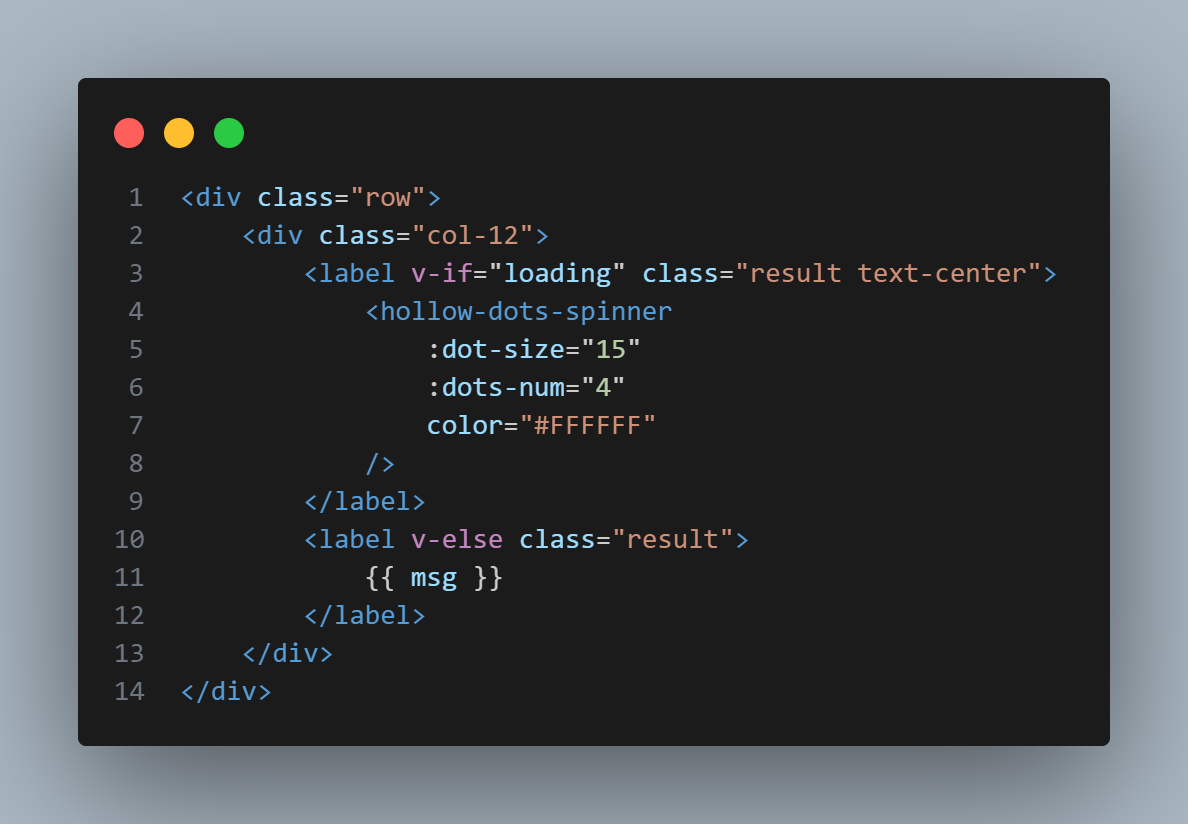 1 <div class="row">
2     <div class="col-12">
3         <label v-if="loading" class="result text-center">
4             <hollow-dots-spinner
5                 :dot-size="15"
6                 :dots-num="4"
7                 color="#FFFFFF"
8             />
9         </label>
10         <label v-else class="result">
11             {{ msg }}
12         </label>
13     </div>
14 </div>